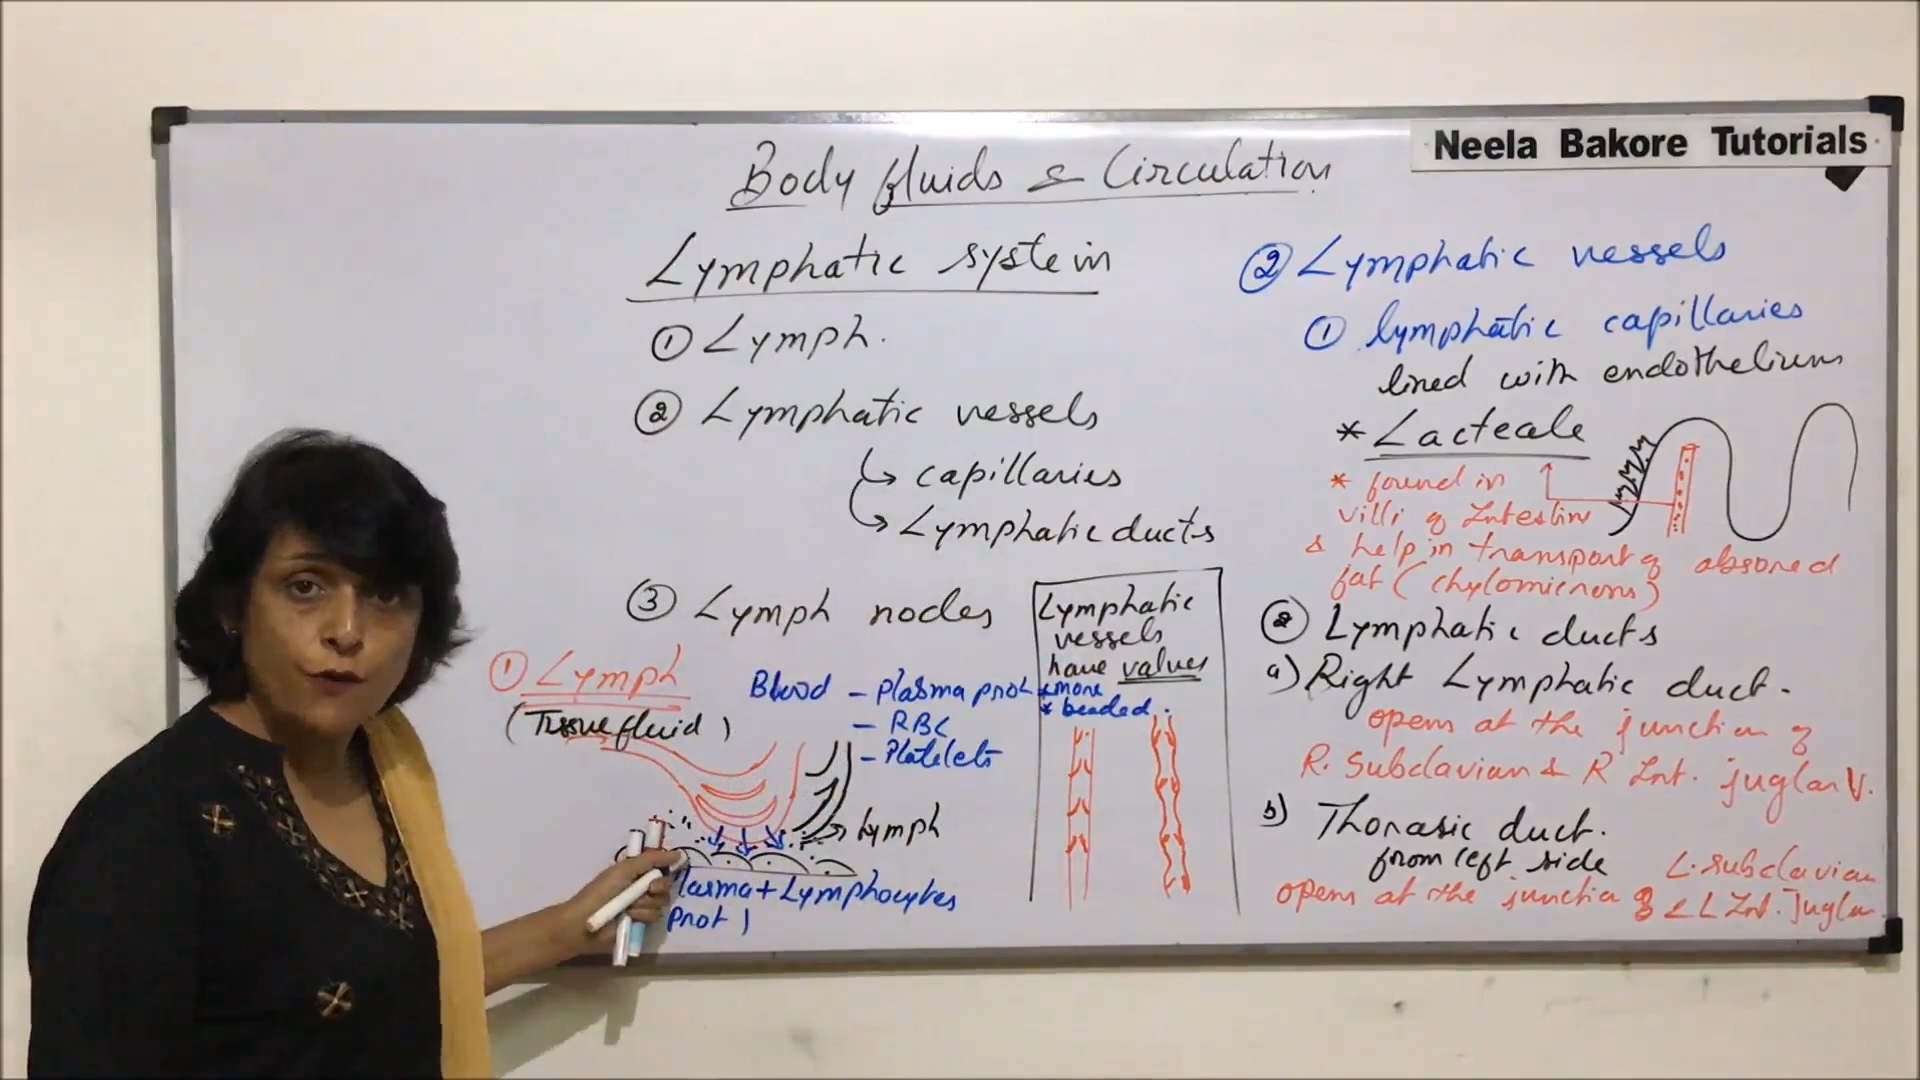 Neela Bakore Tutorials
Body fluids & Circulation
Lymphatic system
① Lymph.
② Lymphatic vessels
↳ capillaries
↳ Lymphatic ducts
③ Lymph nodes
① Lymph
(Tissue fluid)
Blood - Plasma prot
- RBC
- Platelets
→ Lymph
Plasma + Lymphocytes
prot)
Lymphatic
vessels
have valves
* more
* beaded.
② Lymphatic vessels
① lymphatic capillaries
lined with endothelium
* Lacteale
* found in
villi of Intestine
& help in transport of absored
fat (chylomicrons)
② Lymphatic ducts
a) Right Lymphatic duct.
opens at the junction of
R. Subclavian & R Int. juglar V.
b) Thorasic duct.
from left side
opens at the junction of L. subclavian
& L Int. Juglar